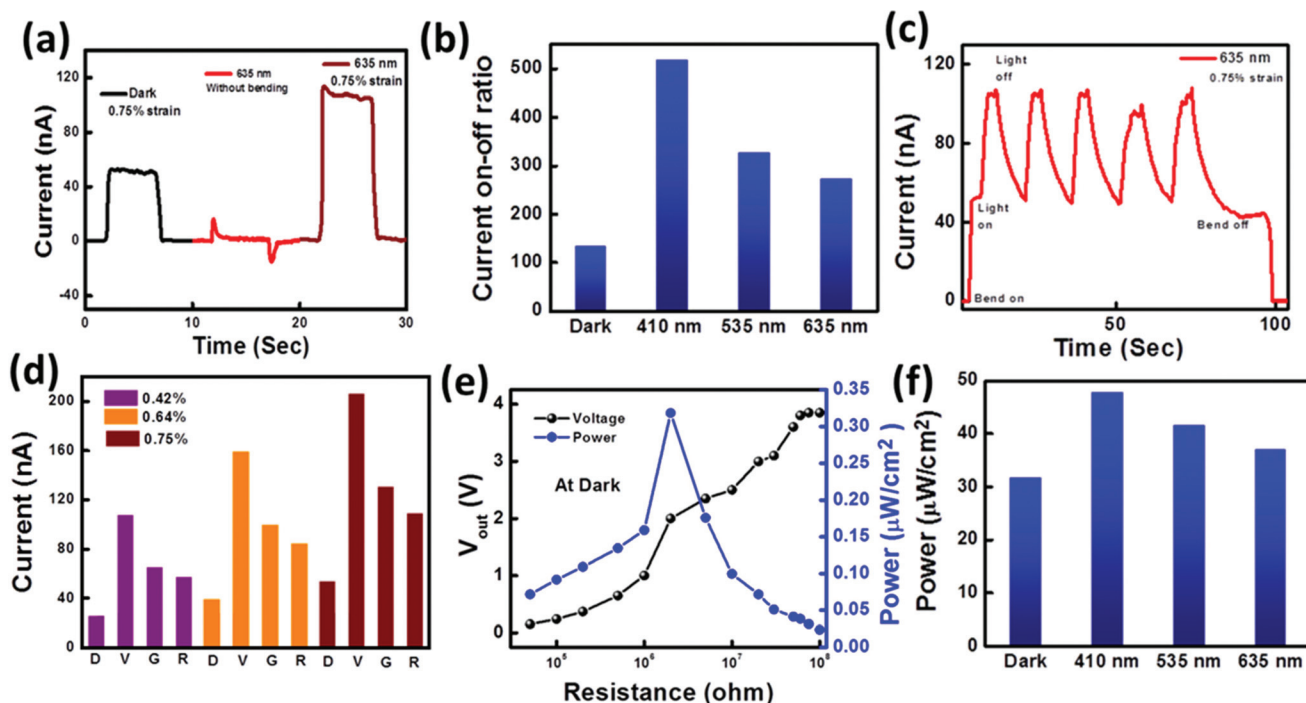 (a)
Current (nA)
120
80
40
0
-40
Dark
0.75% strain
635 nm
Without bending
635 nm
0.75% strain
0
10
20
30
Time (Sec)
(b)
Current on-off ratio
500
400
300
200
100
0
Dark
410 nm
535 nm
635 nm
(c)
Current (nA)
120
80
40
0
Light
off
635 nm
0.75% strain
Light
on
Bend on
Bend off
50
100
Time (Sec)
(d)
Current (nA)
200
160
120
80
40
0
0.42%
0.64%
0.75%
D
V
G
R
D
V
G
R
D
V
G
R
(e)
Vout (V)
4
3
2
1
0
Voltage
Power
At Dark
10⁵
10⁶
10⁷
10⁸
Resistance (ohm)
0.35
0.30
0.25
0.20
0.15
0.10
0.05
0.00
Power (μW/cm²)
(f)
Power (μW/cm2)
50
40
30
20
10
0
Dark
410 nm
535 nm
635 nm